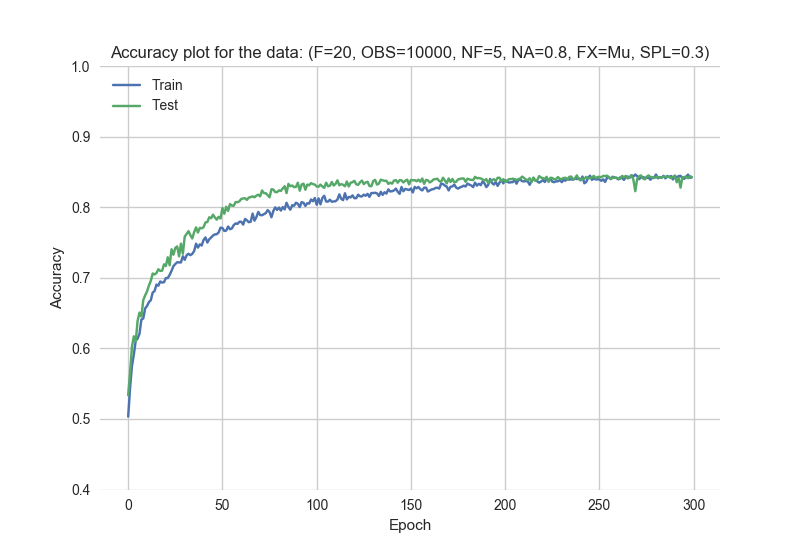 Accuracy plot for the data: (F=20, OBS=10000, NF=5, NA=0.8, FX=Mu, SPL=0.3)
1.0
Train
Test
0.9
0.8
0.7
Accuracy
0.6
0.5
0.4
0 50 100 150 200 250 300
Epoch